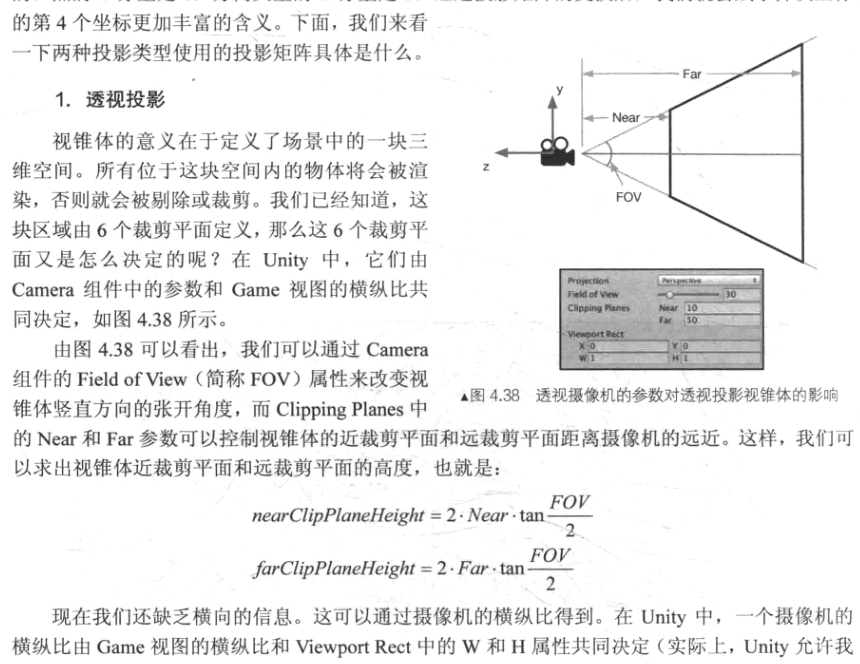 的第 4 个坐标更加丰富的含义。下面，我们来看
一下两种投影类型使用的投影矩阵具体是什么。
1. 透视投影
视锥体的意义在于定义了场景中的一块三
维空间。所有位于这块空间内的物体将会被渲
染，否则就会被剔除或裁剪。我们已经知道，这
块区域由 6 个裁剪平面定义，那么这 6 个裁剪平
面又是怎么决定的呢？在 Unity 中，它们由
Camera 组件中的参数和 Game 视图的横纵比共
同决定，如图 4.38 所示。
由图 4.38 可以看出，我们可以通过 Camera
组件的 Field of View（简称 FOV）属性来改变视
锥体竖直方向的张开角度，而 Clipping Planes 中
Far
y
Near
z
FOV
Projection Perspective
Field of View 30
Clipping Planes Near 10
Far 50
Viewport Rect
X 0 Y 0
W 1 H 1
▲图 4.38 透视摄像机的参数对透视投影视锥体的影响
的 Near 和 Far 参数可以控制视锥体的近裁剪平面和远裁剪平面距离摄像机的远近。这样，我们可
以求出视锥体近裁剪平面和远裁剪平面的高度，也就是：
nearClipPlaneHeight = 2 · Near · tan FOV/2
farClipPlaneHeight = 2 · Far · tan FOV/2
现在我们还缺乏横向的信息。这可以通过摄像机的横纵比得到。在 Unity 中，一个摄像机的
横纵比由 Game 视图的横纵比和 Viewport Rect 中的 W 和 H 属性共同决定（实际上，Unity 允许我